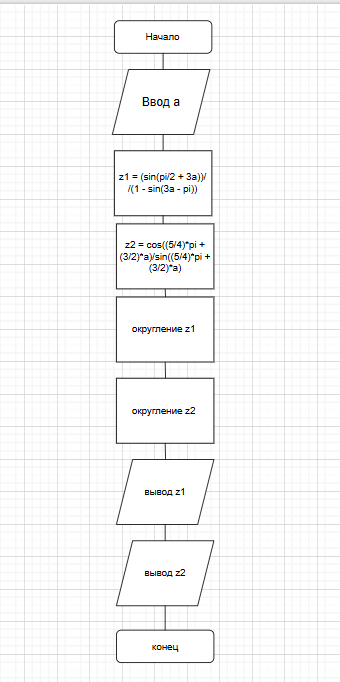 Начало
Ввод a
z1 = (sin(pi/2 + 3a))/
/(1 - sin(3a - pi))
z2 = cos((5/4)*pi +
(3/2)*a)/sin((5/4)*pi +
(3/2)*a)
округление z1
округление z2
вывод z1
вывод z2
конец